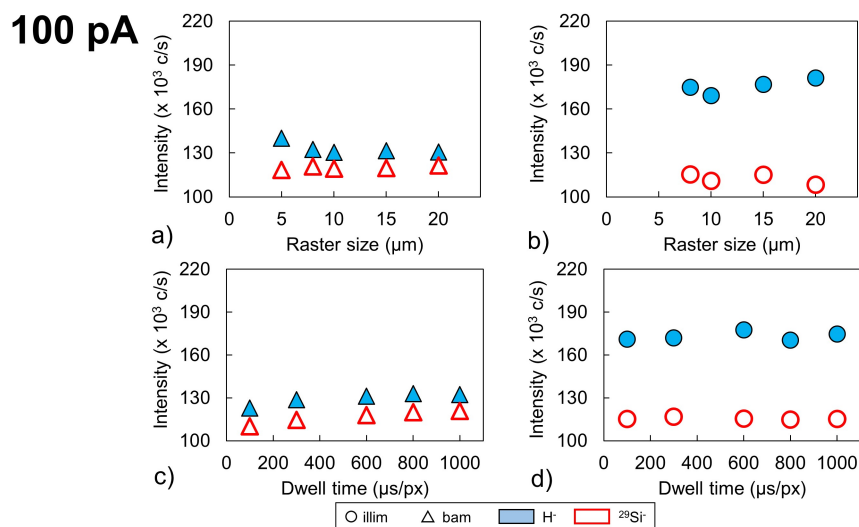 100 pA
Intensity (x 10³ c/s)
220
190
160
130
100
0
5
10
15
20
a)
Raster size (µm)
Intensity (x 10³ c/s)
220
190
160
130
100
0
5
10
15
20
b)
Raster size (µm)
Intensity (x 10³ c/s)
220
190
160
130
100
0
200
400
600
800
1000
c)
Dwell time (µs/px)
Intensity (x 10³ c/s)
220
190
160
130
100
0
200
400
600
800
1000
d)
Dwell time (µs/px)
illim
bam
H⁻
²⁹Si⁻